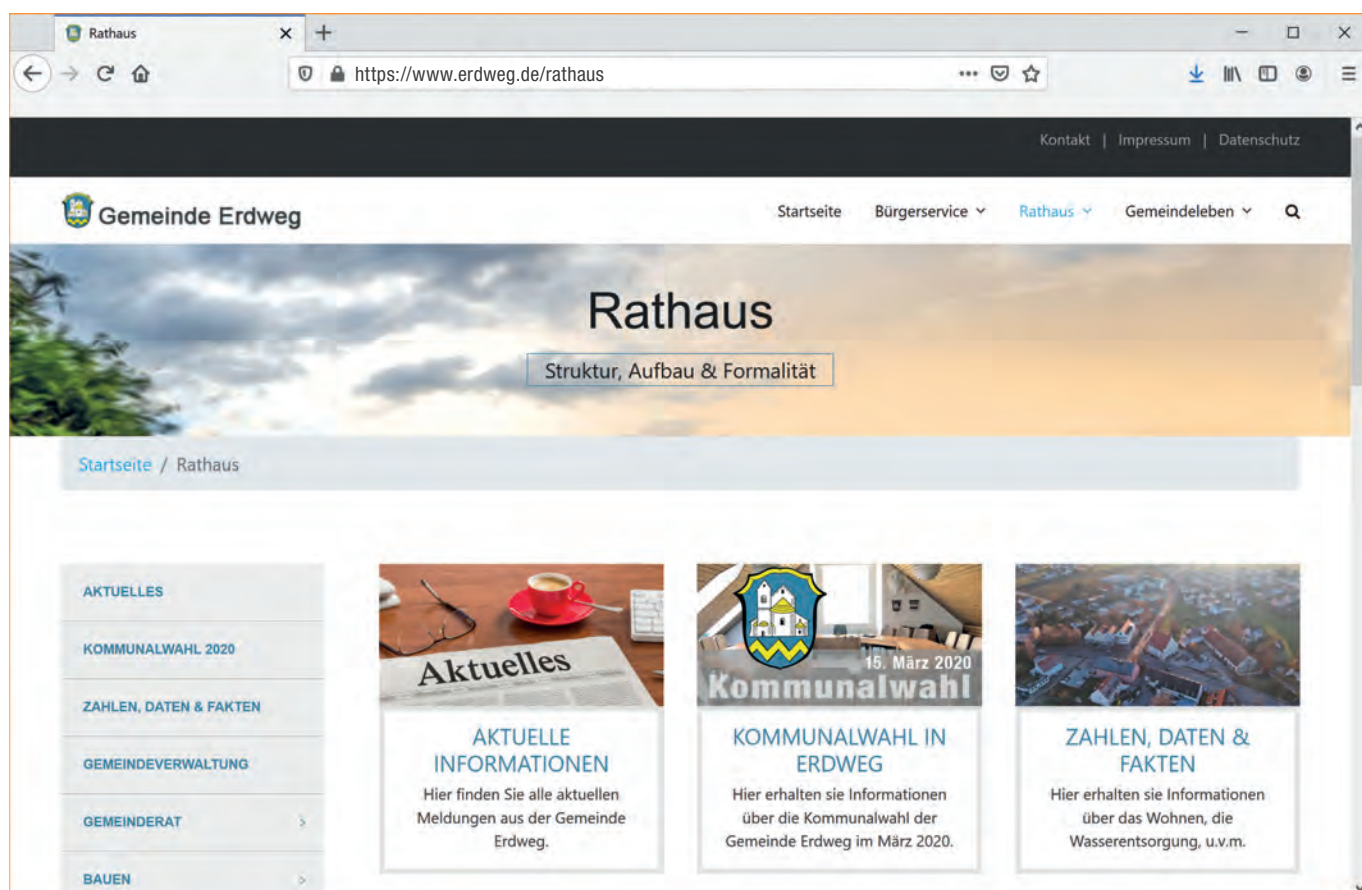 Rathaus
https://www.erdweg.de/rathaus
Kontakt | Impressum | Datenschutz
Gemeinde Erdweg
Startseite Bürgerservice Rathaus Gemeindeleben
Rathaus
Struktur, Aufbau & Formalität
Startseite / Rathaus
AKTUELLES
KOMMUNALWAHL 2020
ZAHLEN, DATEN & FAKTEN
GEMEINDEVERWALTUNG
GEMEINDERAT
BAUEN
Aktuelles
AKTUELLE
INFORMATIONEN
Hier finden Sie alle aktuellen
Meldungen aus der Gemeinde
Erdweg.
15. März 2020
Kommunalwahl
KOMMUNALWAHL IN
ERDWEG
Hier erhalten sie Informationen
über die Kommunalwahl der
Gemeinde Erdweg im März 2020.
ZAHLEN, DATEN &
FAKTEN
Hier erhalten sie Informationen
über das Wohnen, die
Wasserentsorgung, u.v.m.